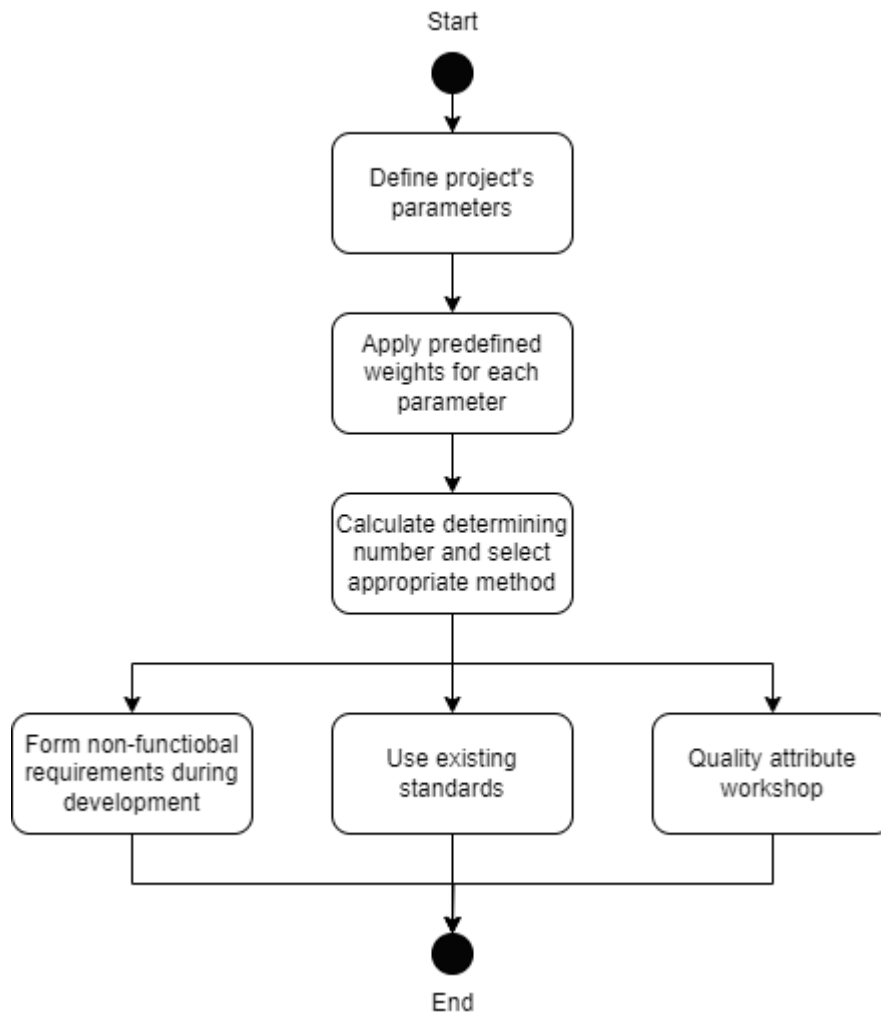 Start
Define project's
parameters
Apply predefined
weights for each
parameter
Calculate determining
number and select
appropriate method
Form non-functiobal
requirements during
development
Use existing
standards
Quality attribute
workshop
End